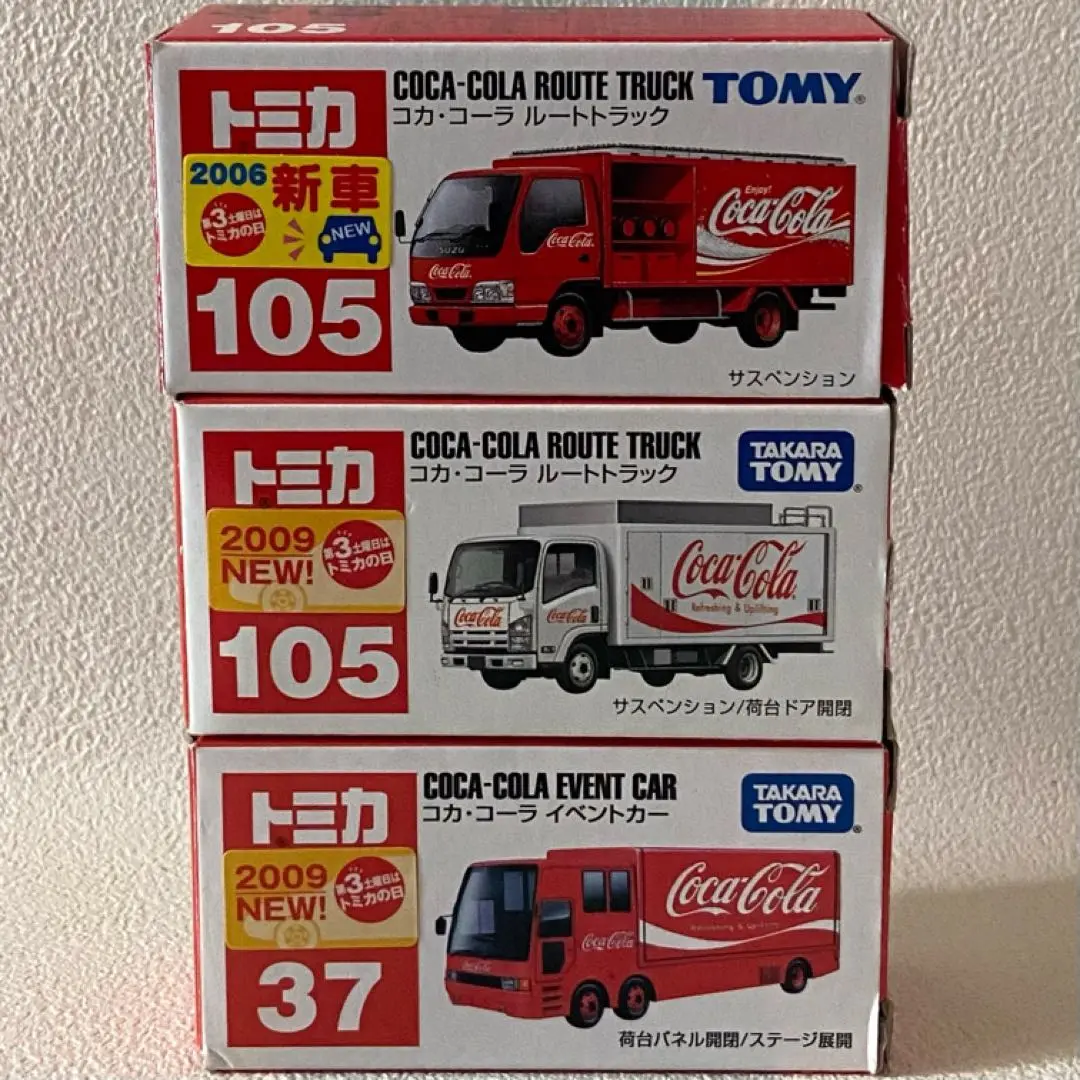 105
トミカ
2006 新車
第3土曜日は
トミカの日
NEW
105
COCA-COLA ROUTE TRUCK TOMY®
コカ・コーラ ルートトラック
SUZU
Coca-Cola
Coca-Cola
Enjoy!
Coca-Cola
サスペンション
トミカ
2009
NEW!
第3土曜日は
トミカの日
105
COCA-COLA ROUTE TRUCK
コカ・コーラ ルートトラック
TAKARA
TOMY®
Coca-Cola
Coca-Cola
Coca-Cola
Refreshing & Uplifting
サスペンション/荷台ドア開閉
トミカ
2009
NEW!
第3土曜日は
トミカの日
37
COCA-COLA EVENT CAR
コカ・コーラ イベントカー
TAKARA
TOMY®
Coca-Cola
Coca-Cola
Coca-Cola
Refreshing & Uplifting
荷台パネル開閉/ステージ展開